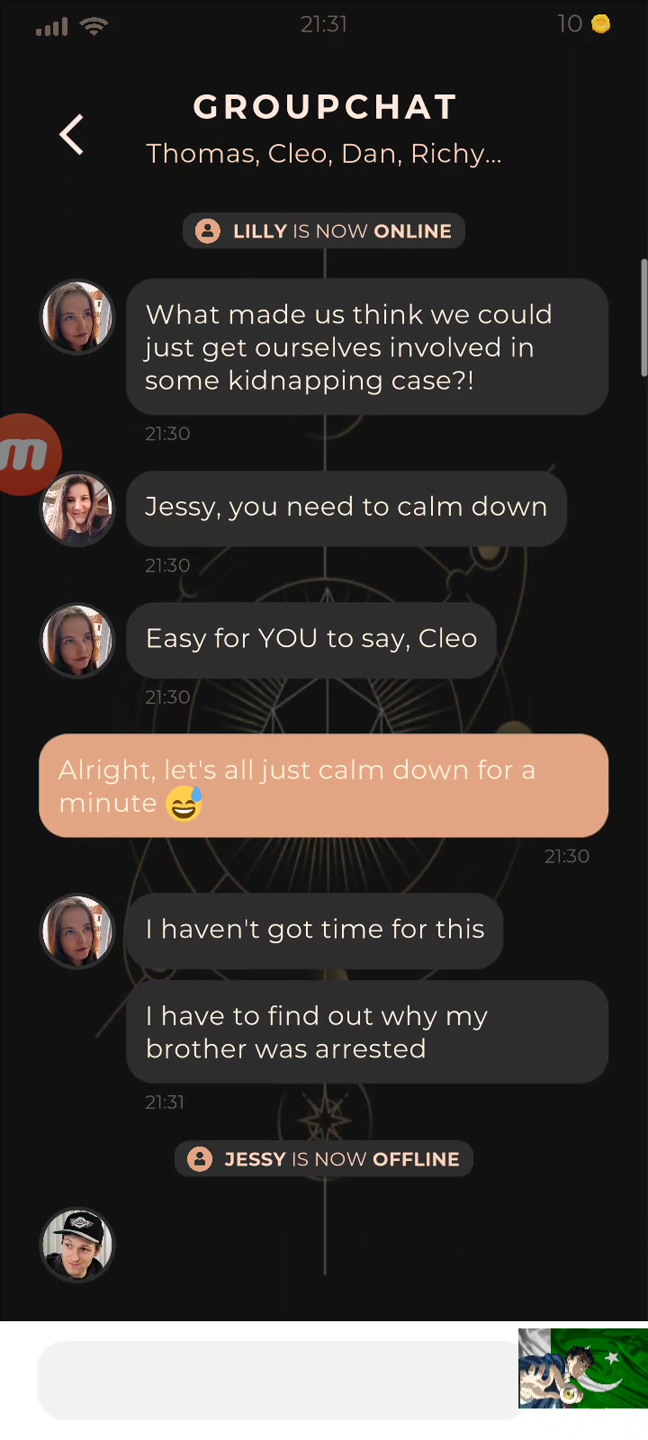 21:31
10
GROUPCHAT
Thomas, Cleo, Dan, Richy...
LILLY IS NOW ONLINE
What made us think we could
just get ourselves involved in
some kidnapping case?!
21:30
m
Jessy, you need to calm down
21:30
Easy for YOU to say, Cleo
21:30
Alright, let's all just calm down for a
minute 😅
21:30
I haven't got time for this
I have to find out why my
brother was arrested
21:31
JESSY IS NOW OFFLINE